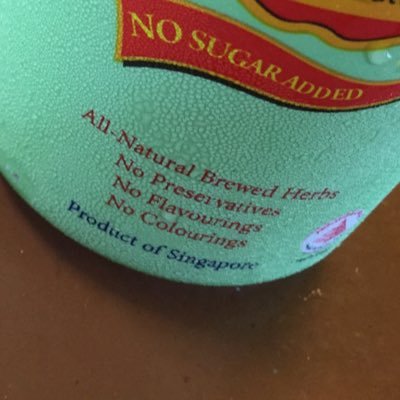 NO SUGAR ADDED
All-Natural Brewed Herbs
No Preservatives
No Flavourings
No Colourings
Product of Singapore